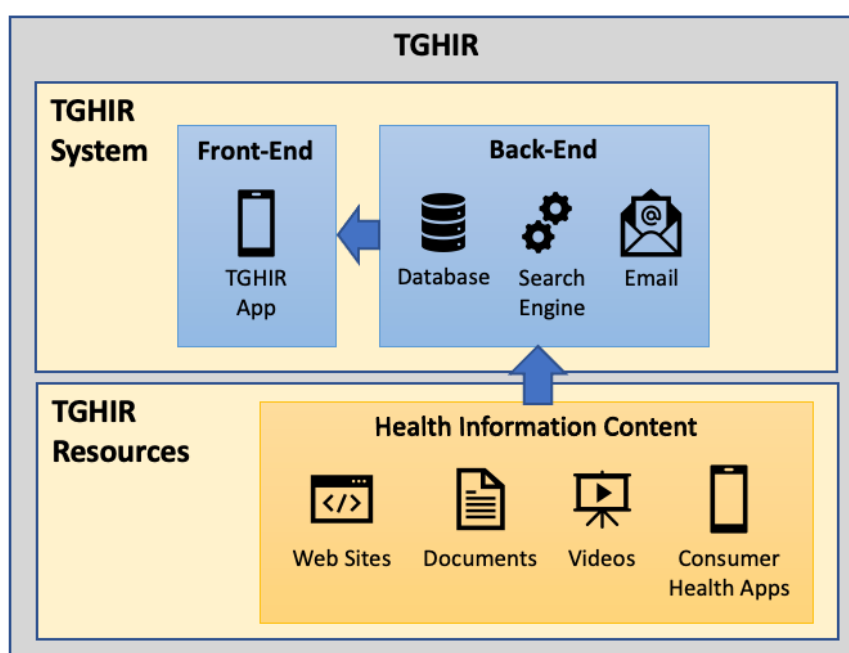 TGHIR
TGHIR
System
Front-End
TGHIR
App
Back-End
Database
Search
Engine
@
Email
TGHIR
Resources
Health Information Content
</>
Web Sites
Documents
Videos
Consumer
Health Apps